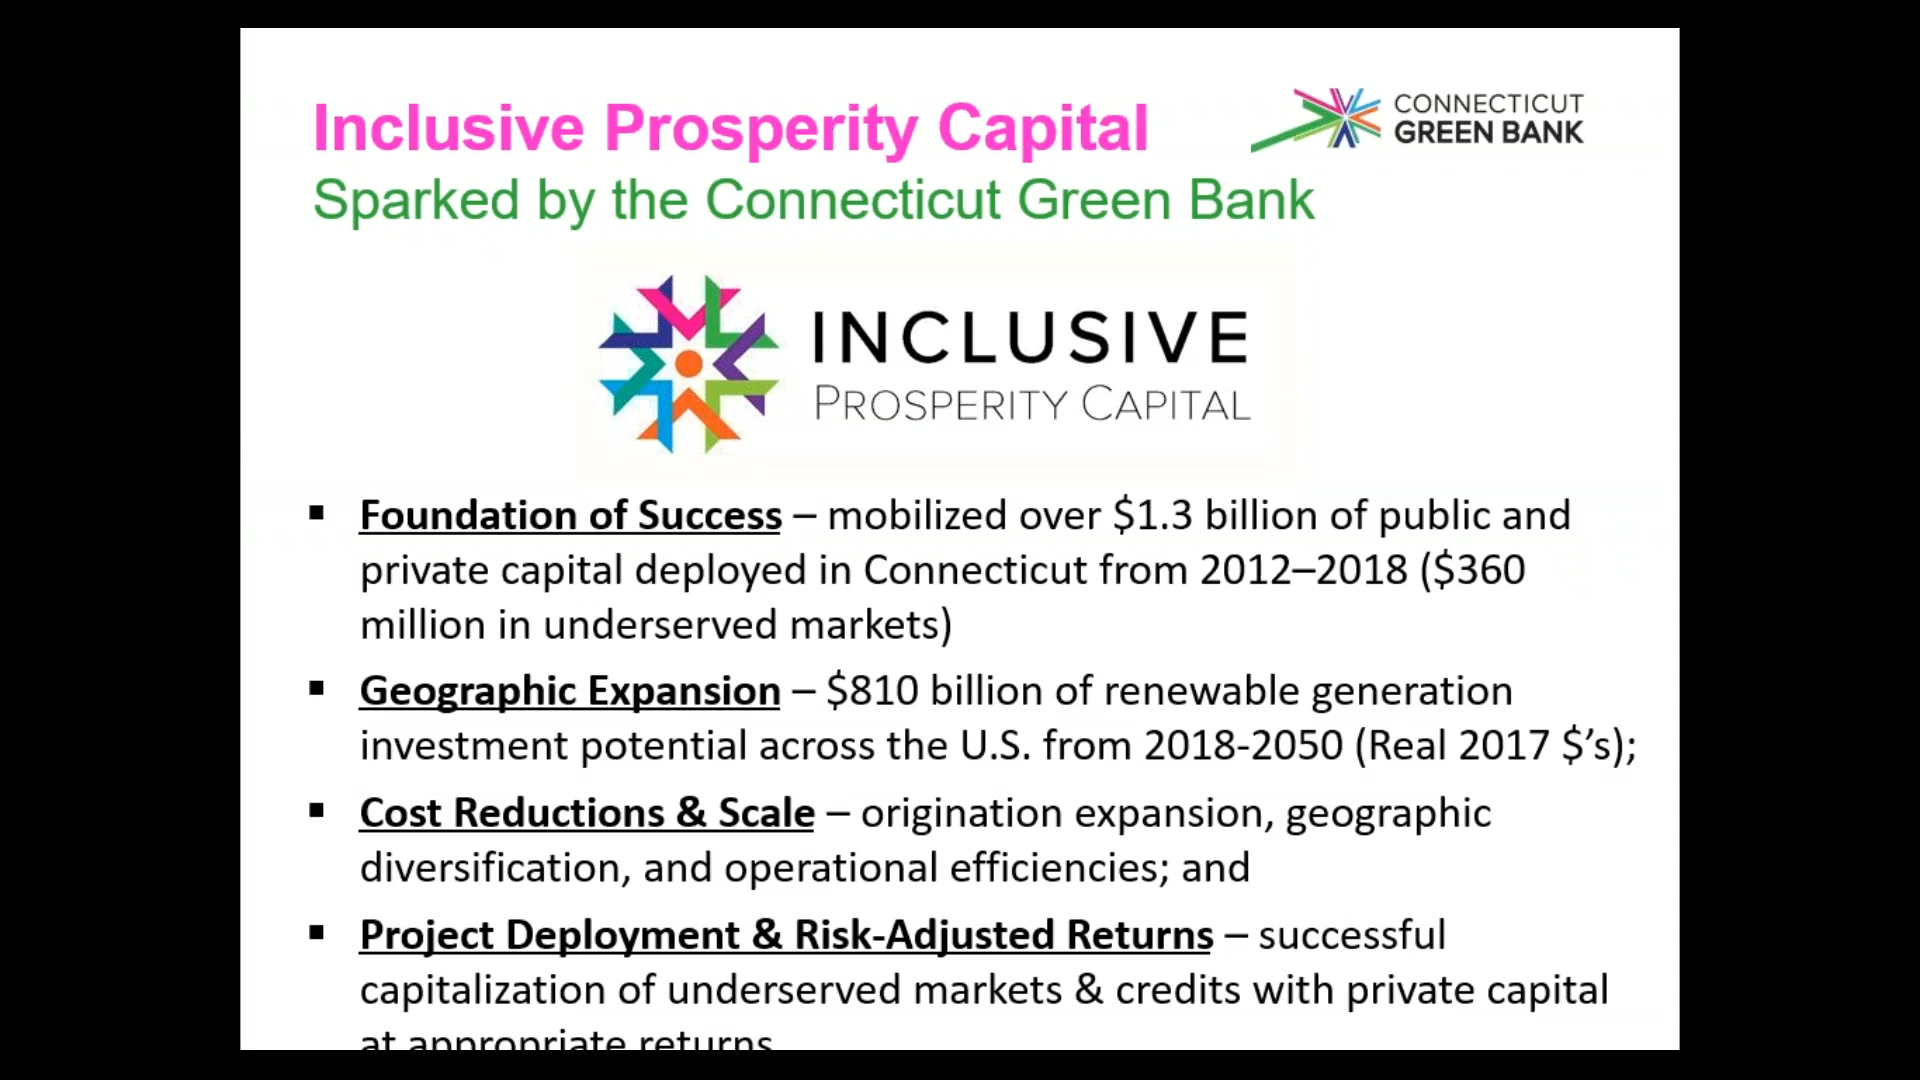 Inclusive Prosperity Capital
CONNECTICUT
GREEN BANK
Sparked by the Connecticut Green Bank
INCLUSIVE
PROSPERITY CAPITAL
▪ Foundation of Success – mobilized over $1.3 billion of public and
private capital deployed in Connecticut from 2012–2018 ($360
million in underserved markets)
▪ Geographic Expansion – $810 billion of renewable generation
investment potential across the U.S. from 2018-2050 (Real 2017 $’s);
▪ Cost Reductions & Scale – origination expansion, geographic
diversification, and operational efficiencies; and
▪ Project Deployment & Risk-Adjusted Returns – successful
capitalization of underserved markets & credits with private capital
at appropriate returns